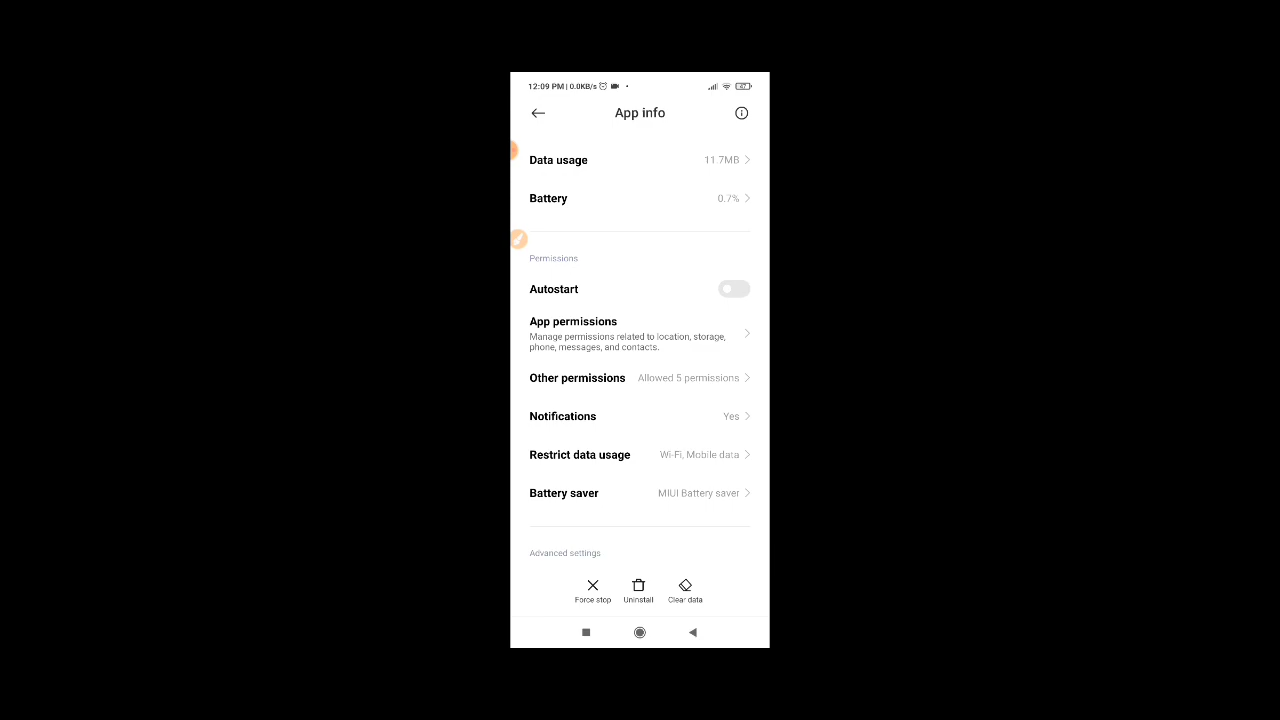 12:09 PM | 0.0KB/s
App info
Data usage 11.7MB
Battery 0.7%
Permissions
Autostart
App permissions
Manage permissions related to location, storage,
phone, messages, and contacts.
Other permissions Allowed 5 permissions
Notifications Yes
Restrict data usage Wi-Fi, Mobile data
Battery saver MIUI Battery saver
Advanced settings
Force stop Uninstall Clear data